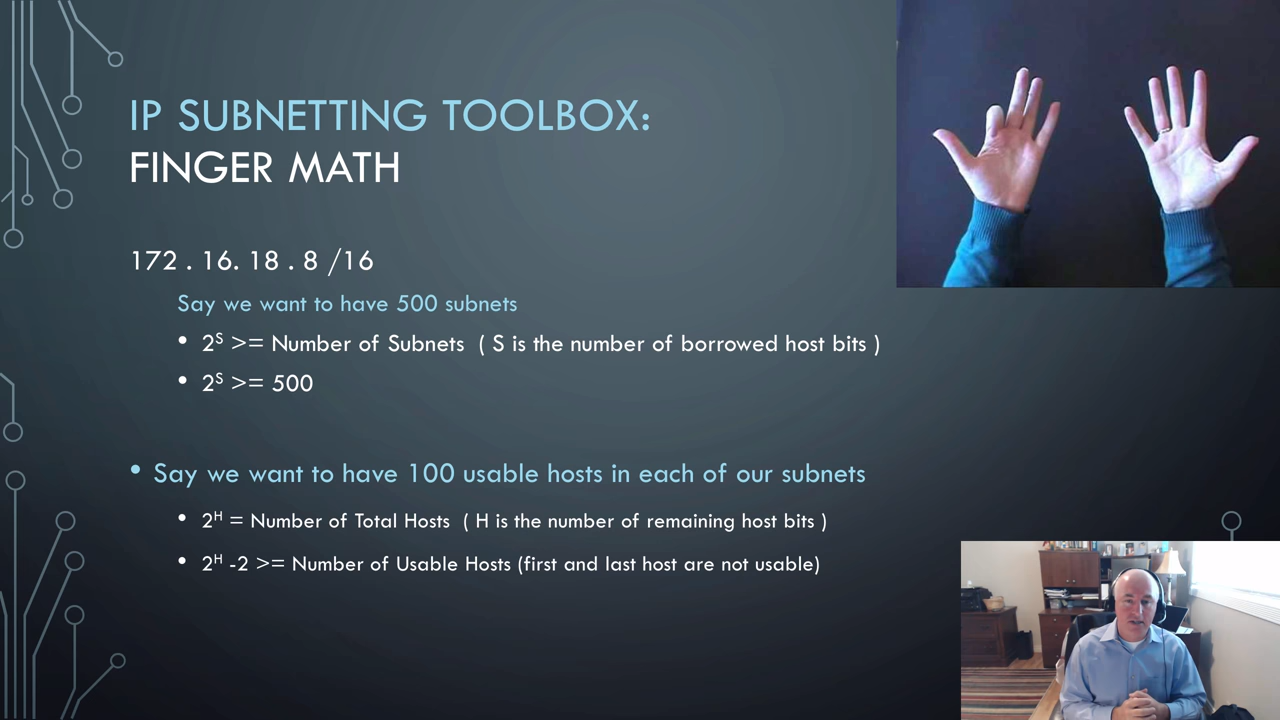 IP SUBNETTING TOOLBOX:
FINGER MATH
172 . 16. 18 . 8 /16
Say we want to have 500 subnets
• 2ˢ >= Number of Subnets ( S is the number of borrowed host bits )
• 2ˢ >= 500
• Say we want to have 100 usable hosts in each of our subnets
• 2ᴴ = Number of Total Hosts ( H is the number of remaining host bits )
• 2ᴴ -2 >= Number of Usable Hosts (first and last host are not usable)